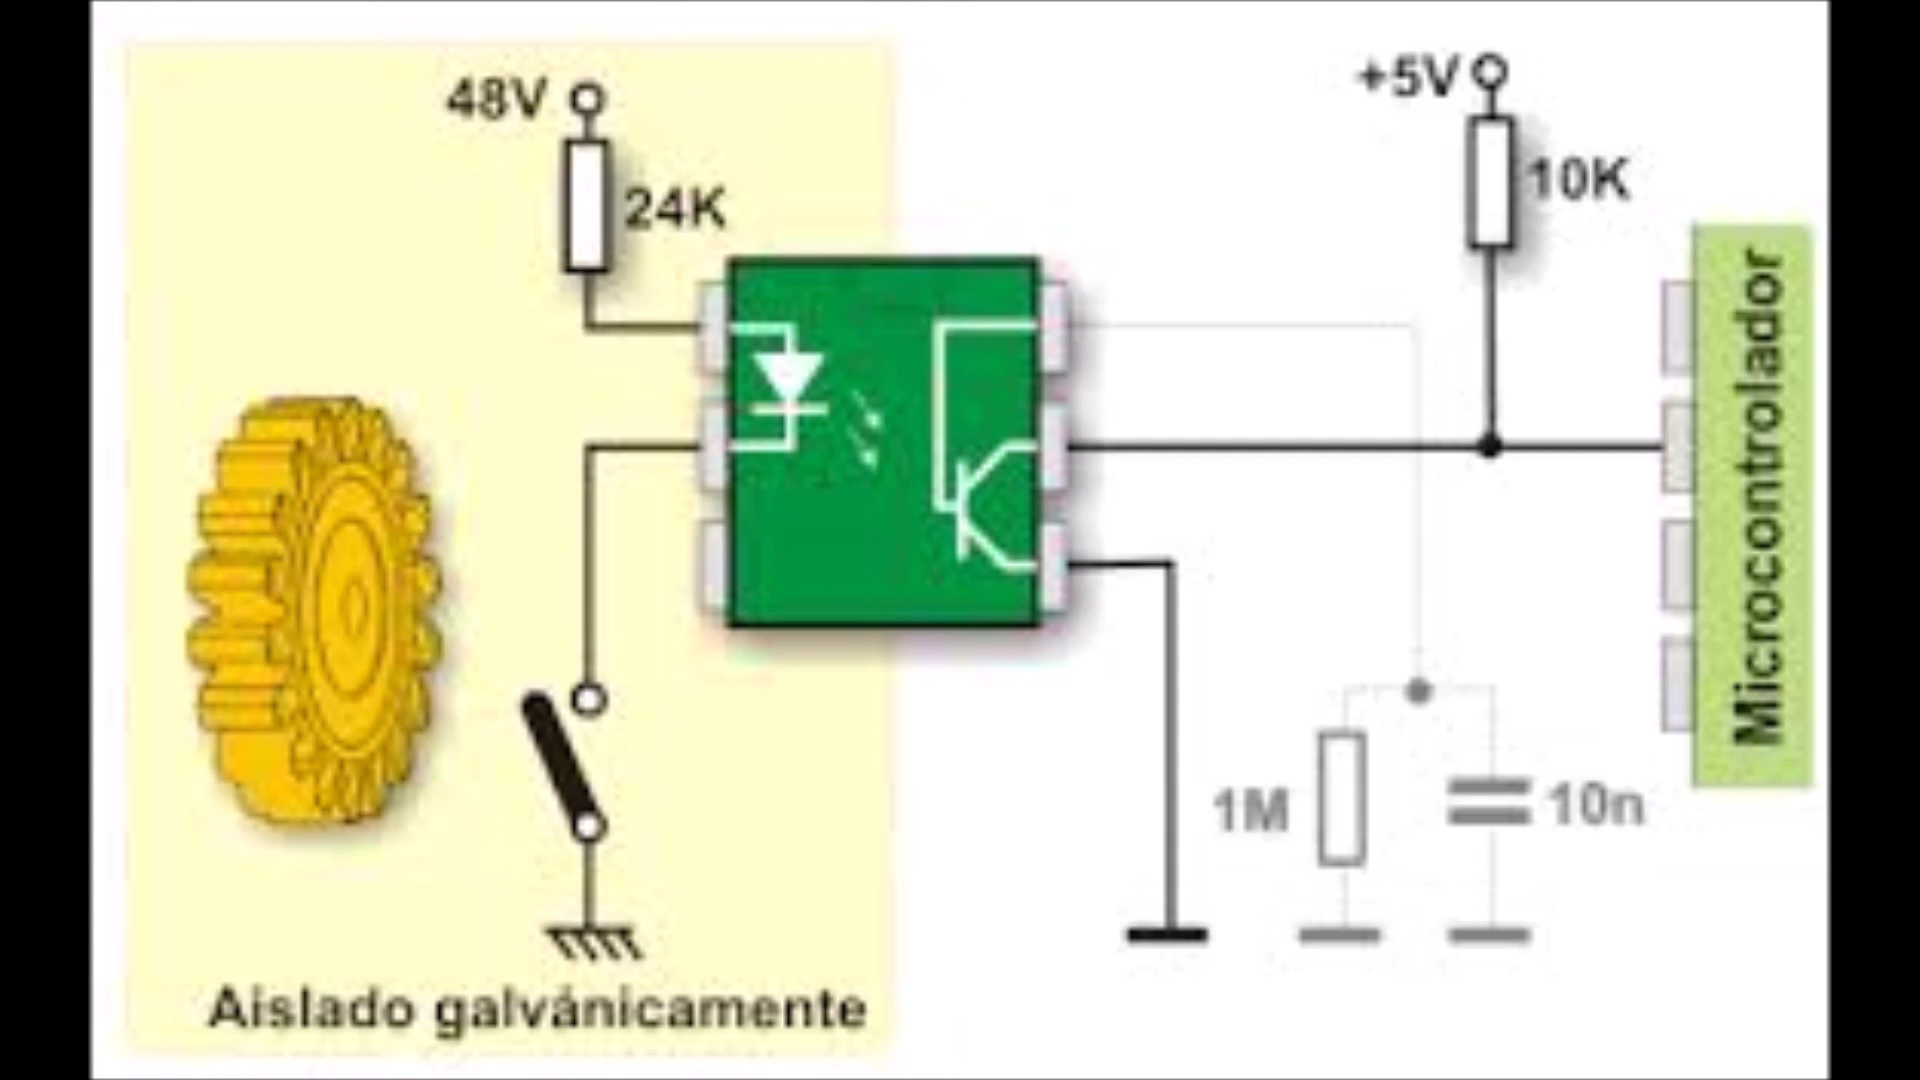 48V
24K
+5V
10K
Microcontrolador
1M
10n
Aislado galvánicamente